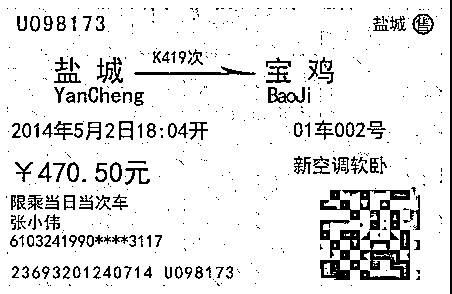 U098173 盐城 售
盐城 K419次 宝鸡
YanCheng BaoJi
2014年5月2日18:04开 01车002号
￥470.50元 新空调软卧
限乘当日当次车
张小伟
6103241990****3117
23693201240714 U098173